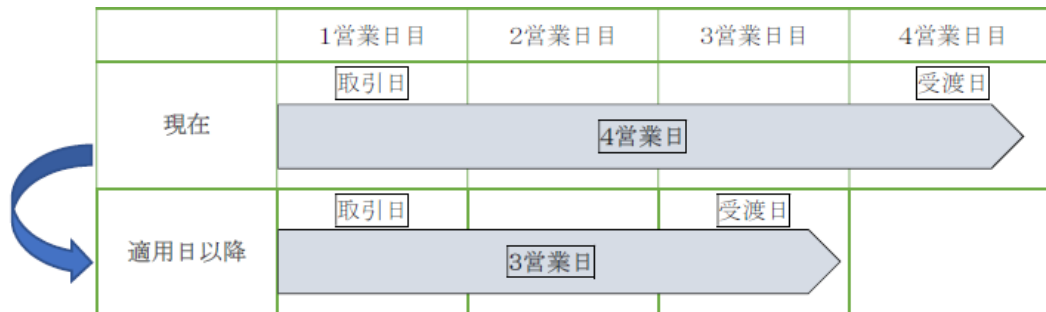 1営業日目 2営業日目 3営業日目 4営業日目
取引日 受渡日
現在
4営業日
取引日 受渡日
適用日以降
3営業日